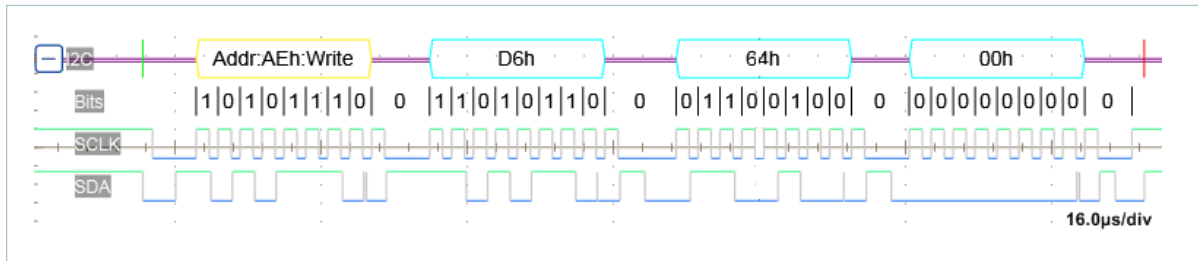 I2C Addr:AEh:Write D6h 64h 00h
Bits 1 0 1 0 1 1 1 0 0 1 1 0 1 0 1 1 0 0 0 1 1 0 0 1 0 0 0 0 0 0 0 0 0 0 0 0
SCLK
SDA
16.0µs/div